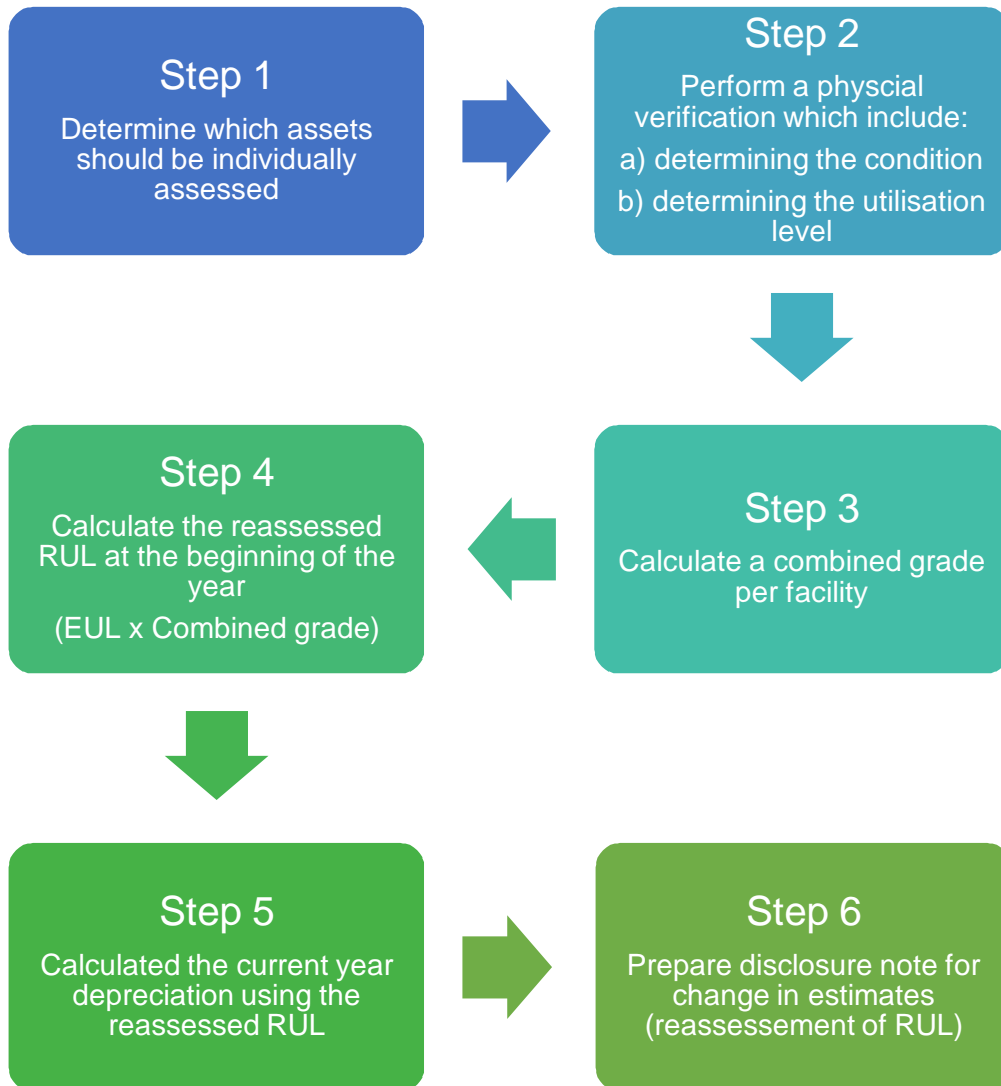 Step 1
Determine which assets
should be individually
assessed
Step 2
Perform a physcial
verification which include:
a) determining the condition
b) determining the utilisation
level
Step 3
Calculate a combined grade
per facility
Step 4
Calculate the reassessed
RUL at the beginning of the
year
(EUL x Combined grade)
Step 5
Calculated the current year
depreciation using the
reassessed RUL
Step 6
Prepare disclosure note for
change in estimates
(reassessement of RUL)